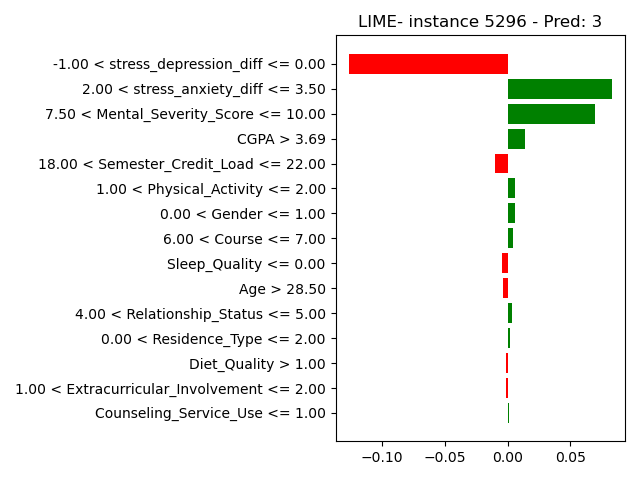 LIME- instance 5296 - Pred: 3
-1.00 < stress_depression_diff <= 0.00
2.00 < stress_anxiety_diff <= 3.50
7.50 < Mental_Severity_Score <= 10.00
CGPA > 3.69
18.00 < Semester_Credit_Load <= 22.00
1.00 < Physical_Activity <= 2.00
0.00 < Gender <= 1.00
6.00 < Course <= 7.00
Sleep_Quality <= 0.00
Age > 28.50
4.00 < Relationship_Status <= 5.00
0.00 < Residence_Type <= 2.00
Diet_Quality > 1.00
1.00 < Extracurricular_Involvement <= 2.00
Counseling_Service_Use <= 1.00
−0.10 −0.05 0.00 0.05